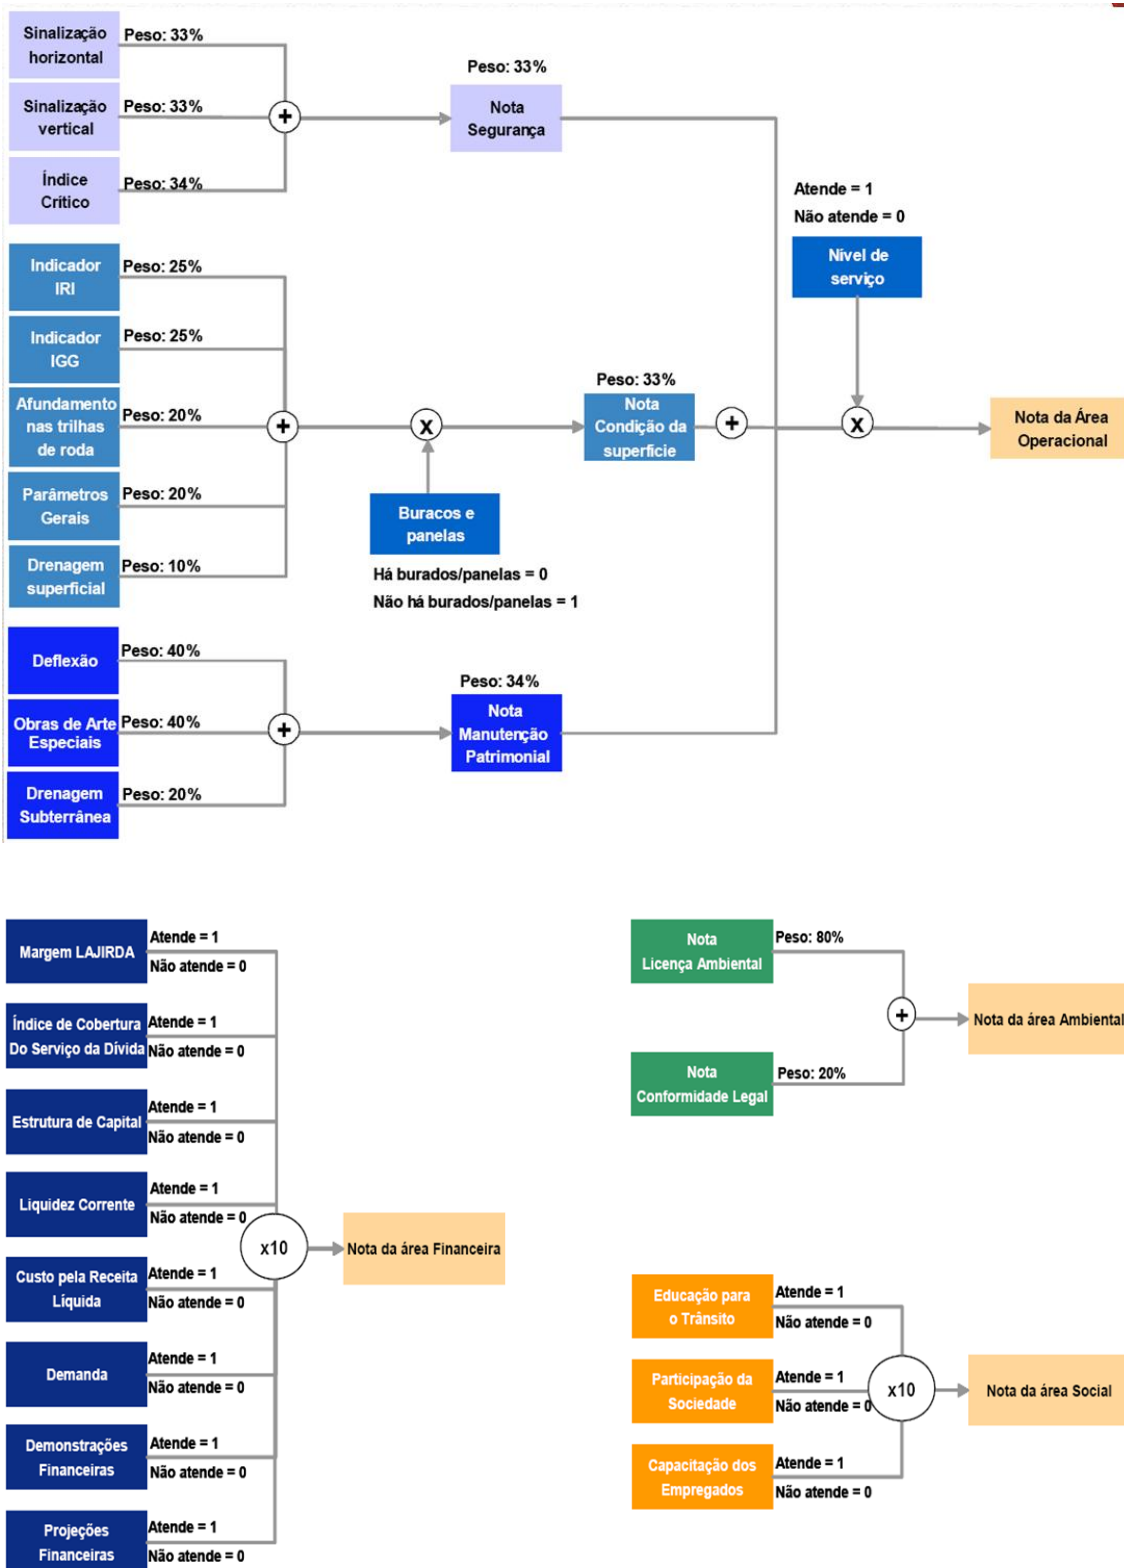 Sinalização
horizontal
Peso: 33%
Sinalização
vertical
Peso: 33%
Índice
Crítico
Peso: 34%
+
Peso: 33%
Nota
Segurança
Atende = 1
Não atende = 0
Nível de
serviço
Indicador
IRI
Peso: 25%
Indicador
IGG
Peso: 25%
Afundamento
nas trilhas
de roda
Peso: 20%
Parâmetros
Gerais
Peso: 20%
Drenagem
superficial
Peso: 10%
+
X
Buracos e
panelas
Há burados/panelas = 0
Não há burados/panelas = 1
Peso: 33%
Nota
Condição da
superfície
+
X
Nota da Área
Operacional
Deflexão
Peso: 40%
Obras de Arte
Especiais
Peso: 40%
Drenagem
Subterrânea
Peso: 20%
+
Peso: 34%
Nota
Manutenção
Patrimonial
Margem LAJIRDA
Atende = 1
Não atende = 0
Índice de Cobertura
Do Serviço da Dívida
Atende = 1
Não atende = 0
Estrutura de Capital
Atende = 1
Não atende = 0
Liquidez Corrente
Atende = 1
Não atende = 0
Custo pela Receita
Líquida
Atende = 1
Não atende = 0
Demanda
Atende = 1
Não atende = 0
Demonstrações
Financeiras
Atende = 1
Não atende = 0
Projeções
Financeiras
Atende = 1
Não atende = 0
x10
Nota da área Financeira
Nota
Licença Ambiental
Peso: 80%
Nota
Conformidade Legal
Peso: 20%
+
Nota da área Ambiental
Educação para
o Trânsito
Atende = 1
Não atende = 0
Participação da
Sociedade
Atende = 1
Não atende = 0
Capacitação dos
Empregados
Atende = 1
Não atende = 0
x10
Nota da área Social